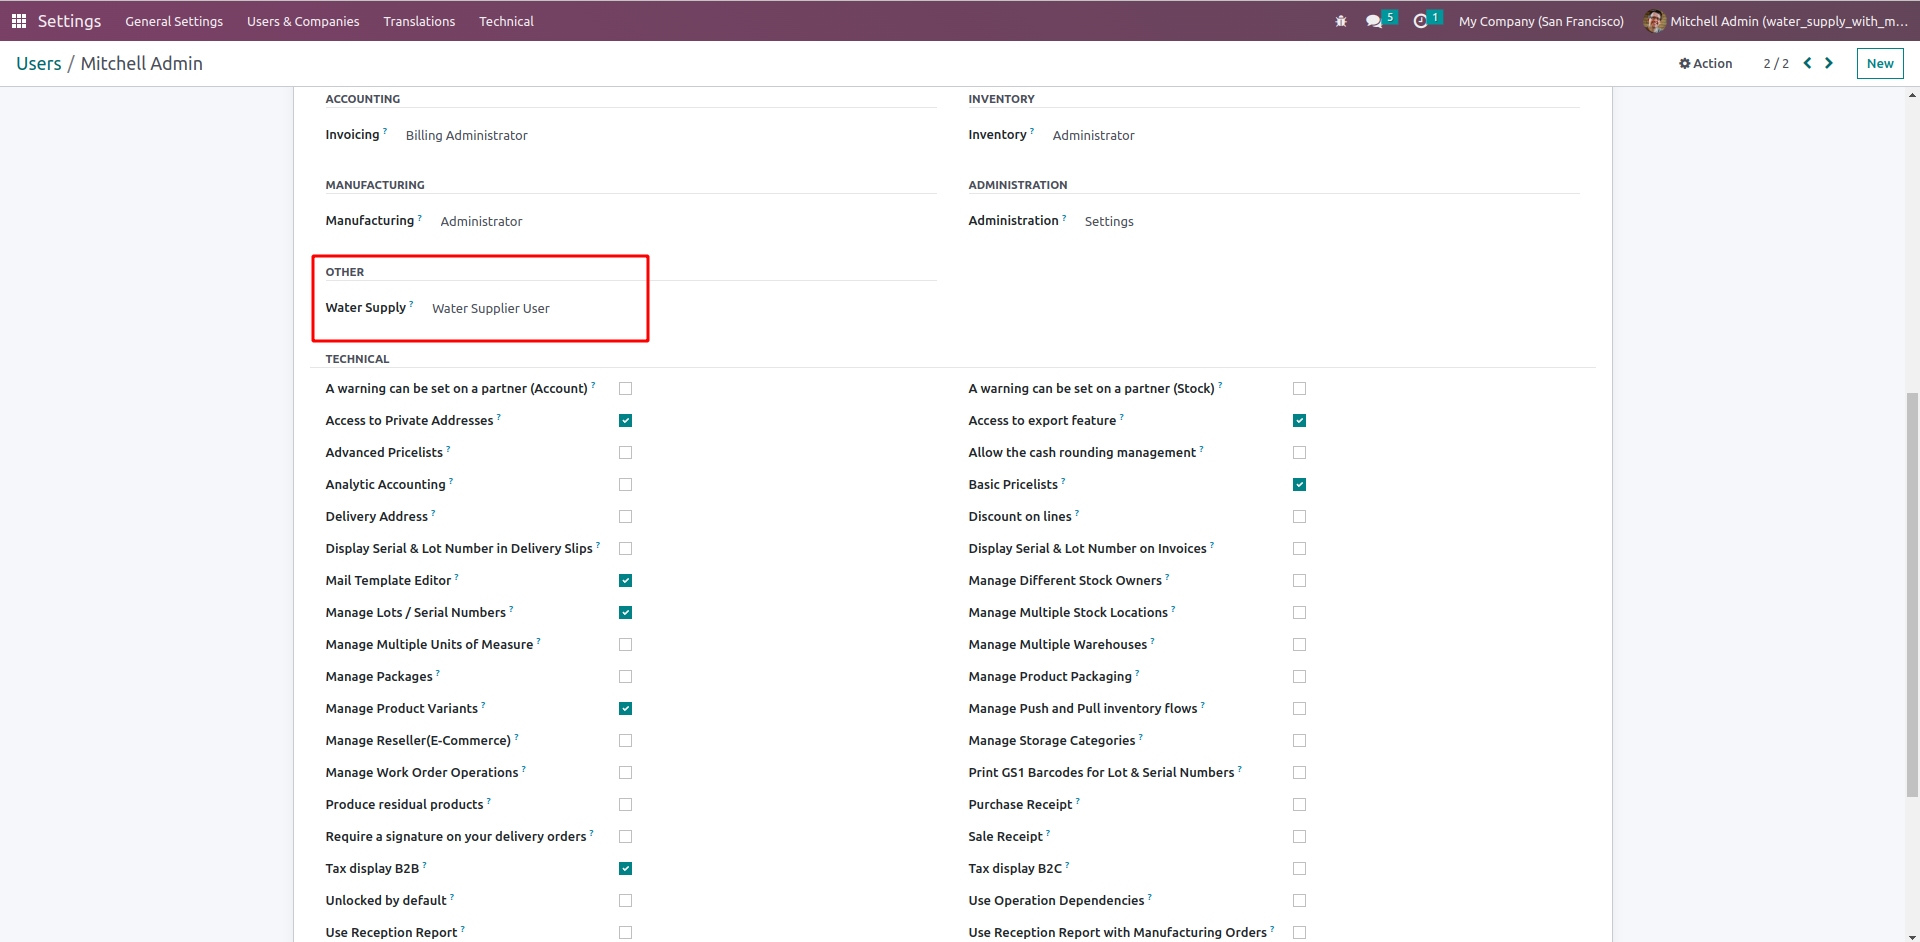 Settings General Settings Users & Companies Translations Technical 5 1 My Company (San Francisco) Mitchell Admin (water_supply_with_m...
Users / Mitchell Admin Action 2 / 2 New
ACCOUNTING INVENTORY
Invoicing ? Billing Administrator Inventory ? Administrator
MANUFACTURING ADMINISTRATION
Manufacturing ? Administrator Administration ? Settings
OTHER
Water Supply ? Water Supplier User
TECHNICAL
A warning can be set on a partner (Account) ? A warning can be set on a partner (Stock) ?
Access to Private Addresses ? Access to export feature ?
Advanced Pricelists ? Allow the cash rounding management ?
Analytic Accounting ? Basic Pricelists ?
Delivery Address ? Discount on lines ?
Display Serial & Lot Number in Delivery Slips ? Display Serial & Lot Number on Invoices ?
Mail Template Editor ? Manage Different Stock Owners ?
Manage Lots / Serial Numbers ? Manage Multiple Stock Locations ?
Manage Multiple Units of Measure ? Manage Multiple Warehouses ?
Manage Packages ? Manage Product Packaging ?
Manage Product Variants ? Manage Push and Pull inventory flows ?
Manage Reseller(E-Commerce) ? Manage Storage Categories ?
Manage Work Order Operations ? Print GS1 Barcodes for Lot & Serial Numbers ?
Produce residual products ? Purchase Receipt ?
Require a signature on your delivery orders ? Sale Receipt ?
Tax display B2B ? Tax display B2C ?
Unlocked by default ? Use Operation Dependencies ?
Use Reception Report ? Use Reception Report with Manufacturing Orders ?